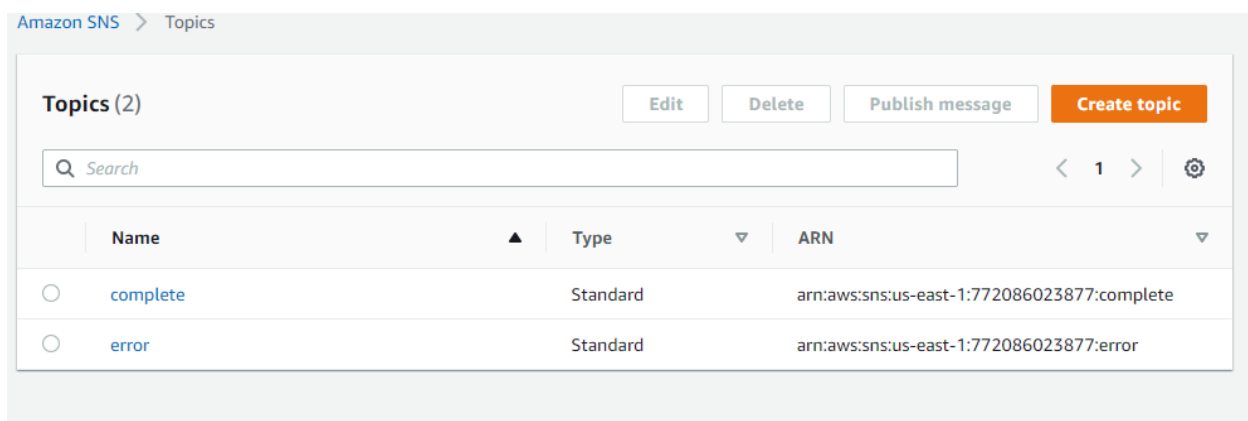 Amazon SNS > Topics
Topics (2) Edit Delete Publish message Create topic
Search < 1 >
Name Type ARN
complete Standard arn:aws:sns:us-east-1:772086023877:complete
error Standard arn:aws:sns:us-east-1:772086023877:error